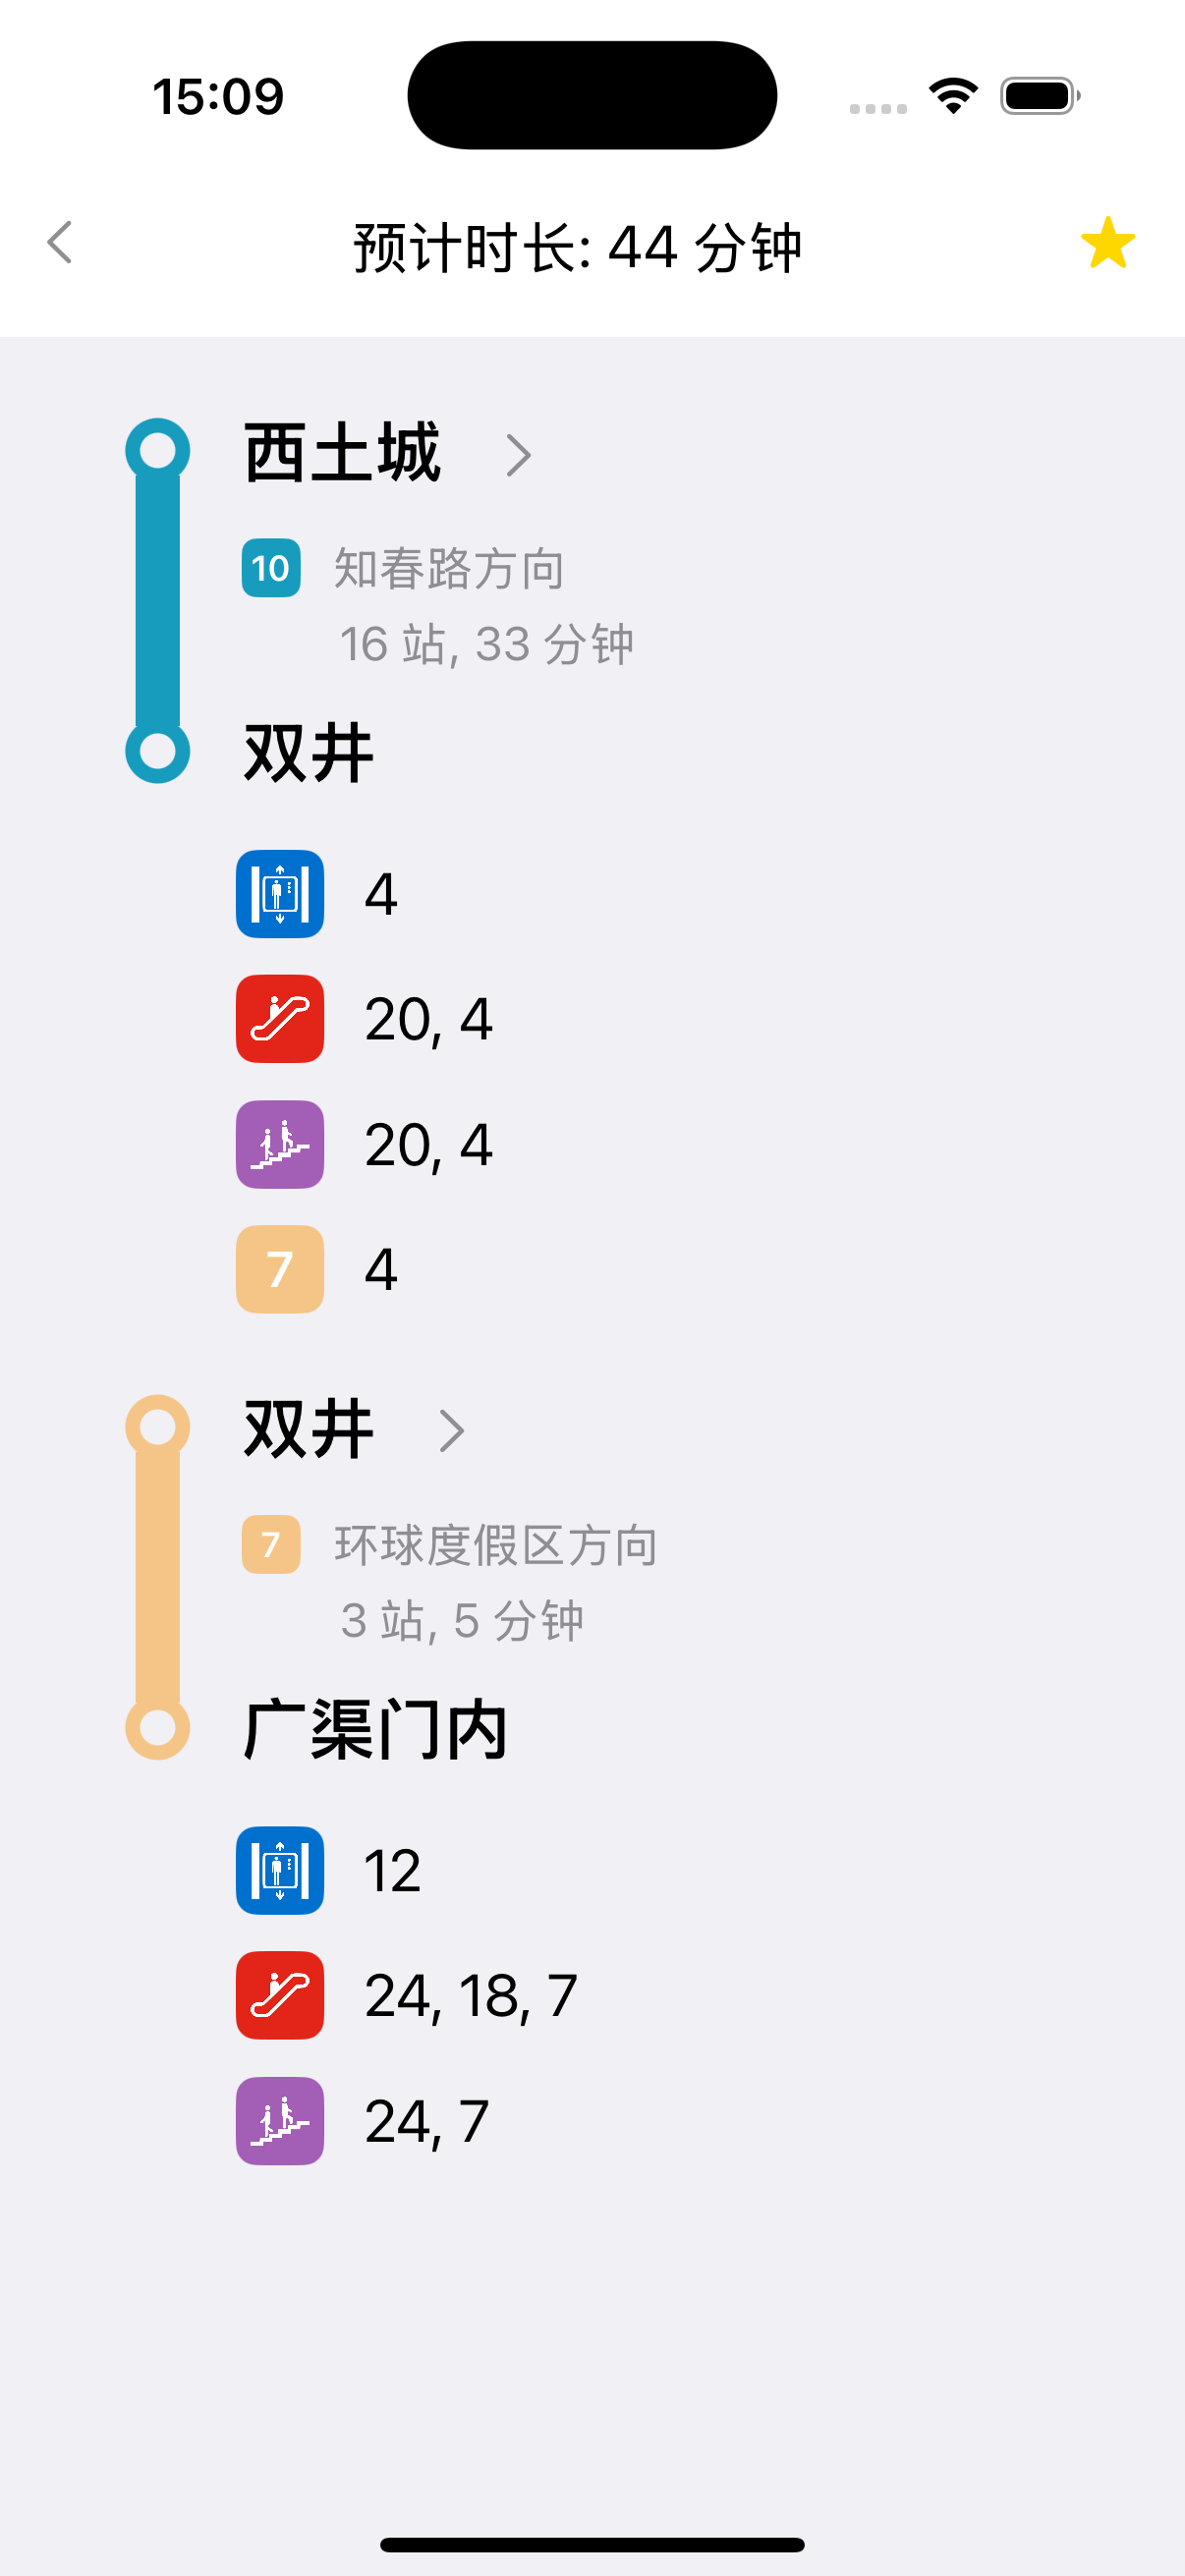 15:09
预计时长: 44 分钟
西土城
10 知春路方向
16 站, 33 分钟
双井
4
20, 4
20, 4
7 4
双井
7 环球度假区方向
3 站, 5 分钟
广渠门内
12
24, 18, 7
24, 7